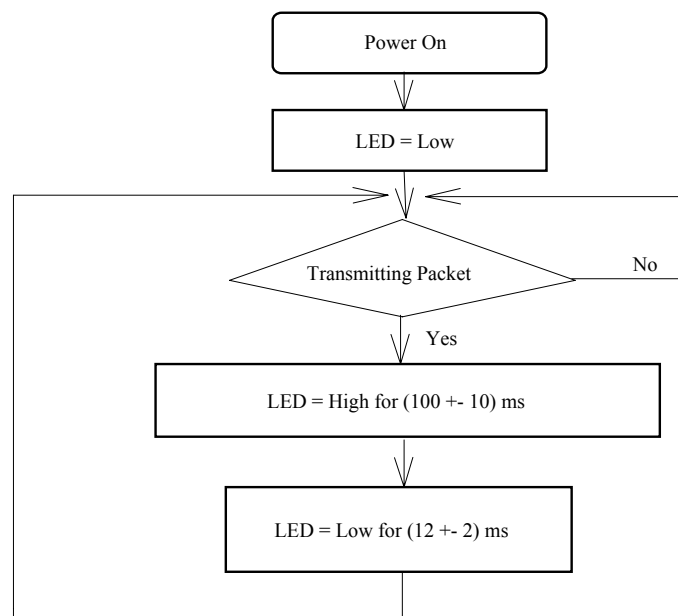 Power On
LED = Low
Transmitting Packet
No
Yes
LED = High for (100 +- 10) ms
LED = Low for (12 +- 2) ms